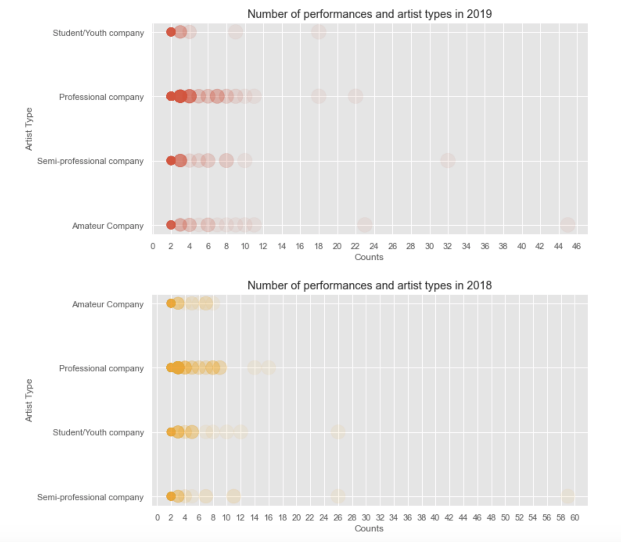 Number of performances and artist types in 2019
Student/Youth company
Professional company
Artist Type
Semi-professional company
Amateur Company
0 2 4 6 8 10 12 14 16 18 20 22 24 26 28 30 32 34 36 38 40 42 44 46
Counts
Number of performances and artist types in 2018
Amateur Company
Professional company
Artist Type
Student/Youth company
Semi-professional company
0 2 4 6 8 10 12 14 16 18 20 22 24 26 28 30 32 34 36 38 40 42 44 46 48 50 52 54 56 58 60
Counts